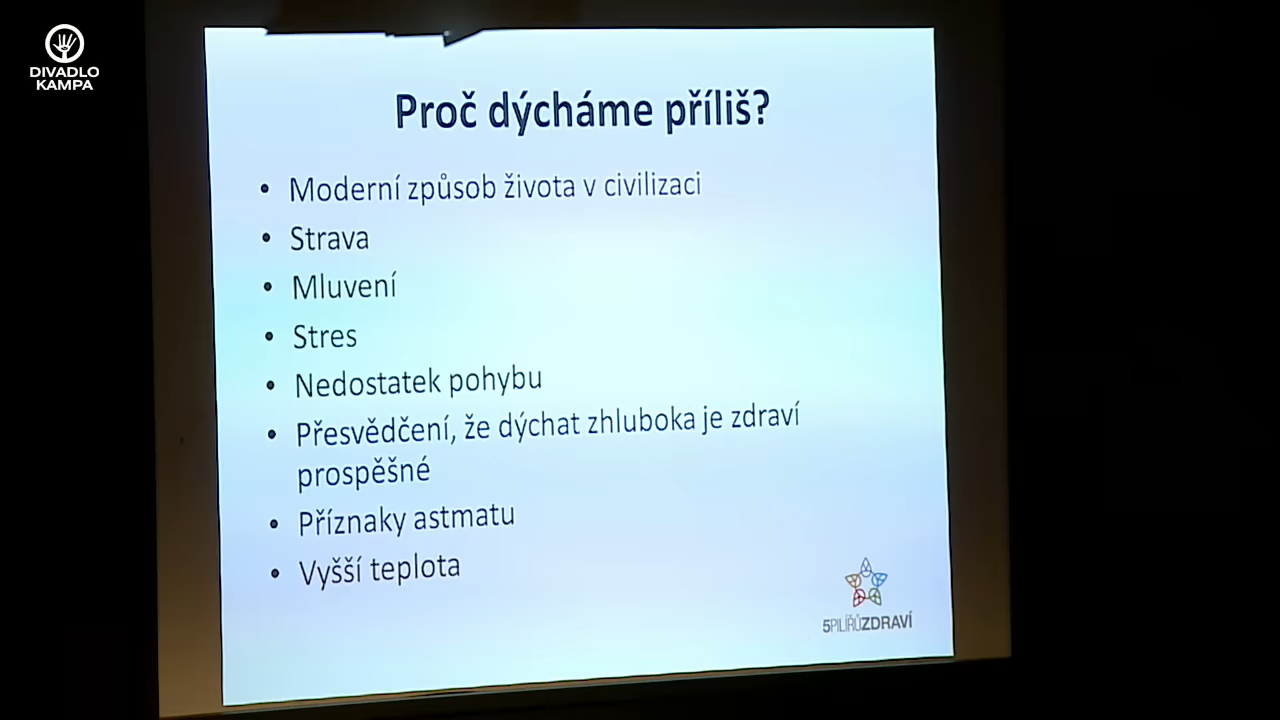 DIVADLO
KAMPA
Proč dýcháme příliš?
• Moderní způsob života v civilizaci
• Strava
• Mluvení
• Stres
• Nedostatek pohybu
• Přesvědčení, že dýchat zhluboka je zdraví
prospěšné
• Příznaky astmatu
• Vyšší teplota
5PILÍŘŮZDRAVÍ